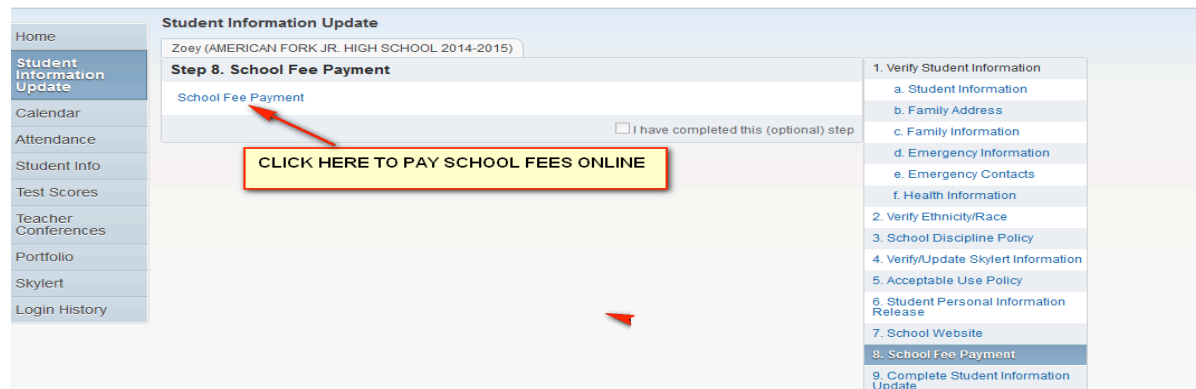 Student Information Update
Home
Student
Information
Update
Calendar
Attendance
Student Info
Test Scores
Teacher
Conferences
Portfolio
Skylert
Login History
Zoey (AMERICAN FORK JR. HIGH SCHOOL 2014-2015)
Step 8. School Fee Payment
School Fee Payment
I have completed this (optional) step
CLICK HERE TO PAY SCHOOL FEES ONLINE
1. Verify Student Information
a. Student Information
b. Family Address
c. Family Information
d. Emergency Information
e. Emergency Contacts
f. Health Information
2. Verify Ethnicity/Race
3. School Discipline Policy
4. Verify/Update Skylert Information
5. Acceptable Use Policy
6. Student Personal Information
Release
7. School Website
8. School Fee Payment
9. Complete Student Information
Update